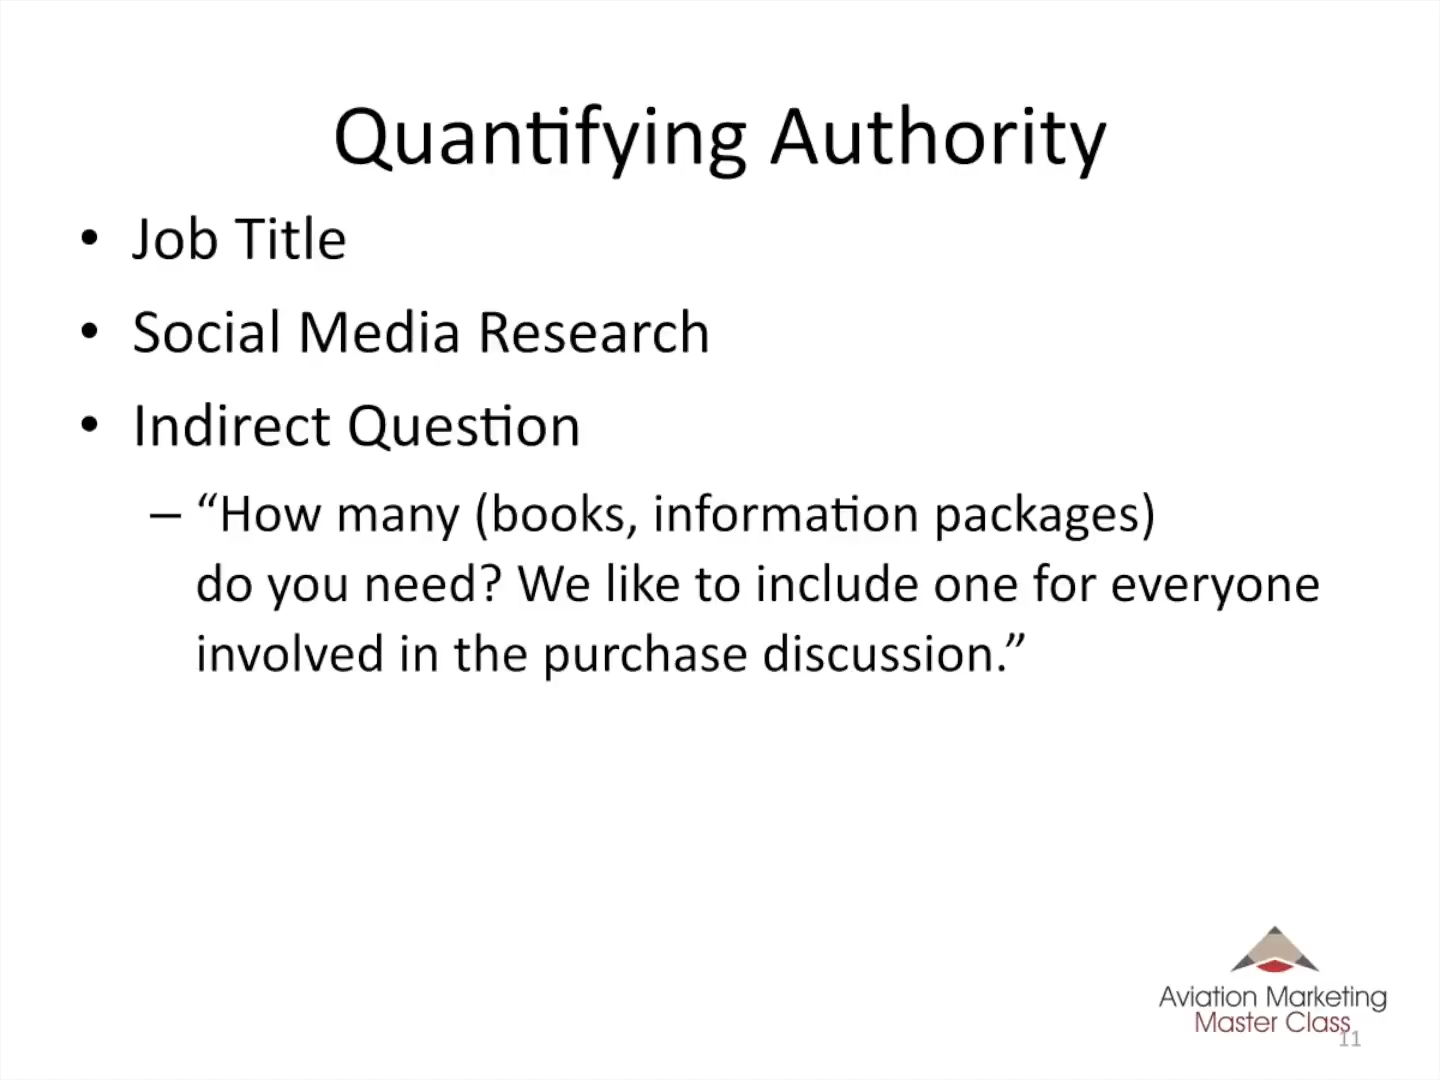 Quantifying Authority
• Job Title
• Social Media Research
• Indirect Question
– “How many (books, information packages)
do you need? We like to include one for everyone
involved in the purchase discussion.”
Aviation Marketing
Master Class
11